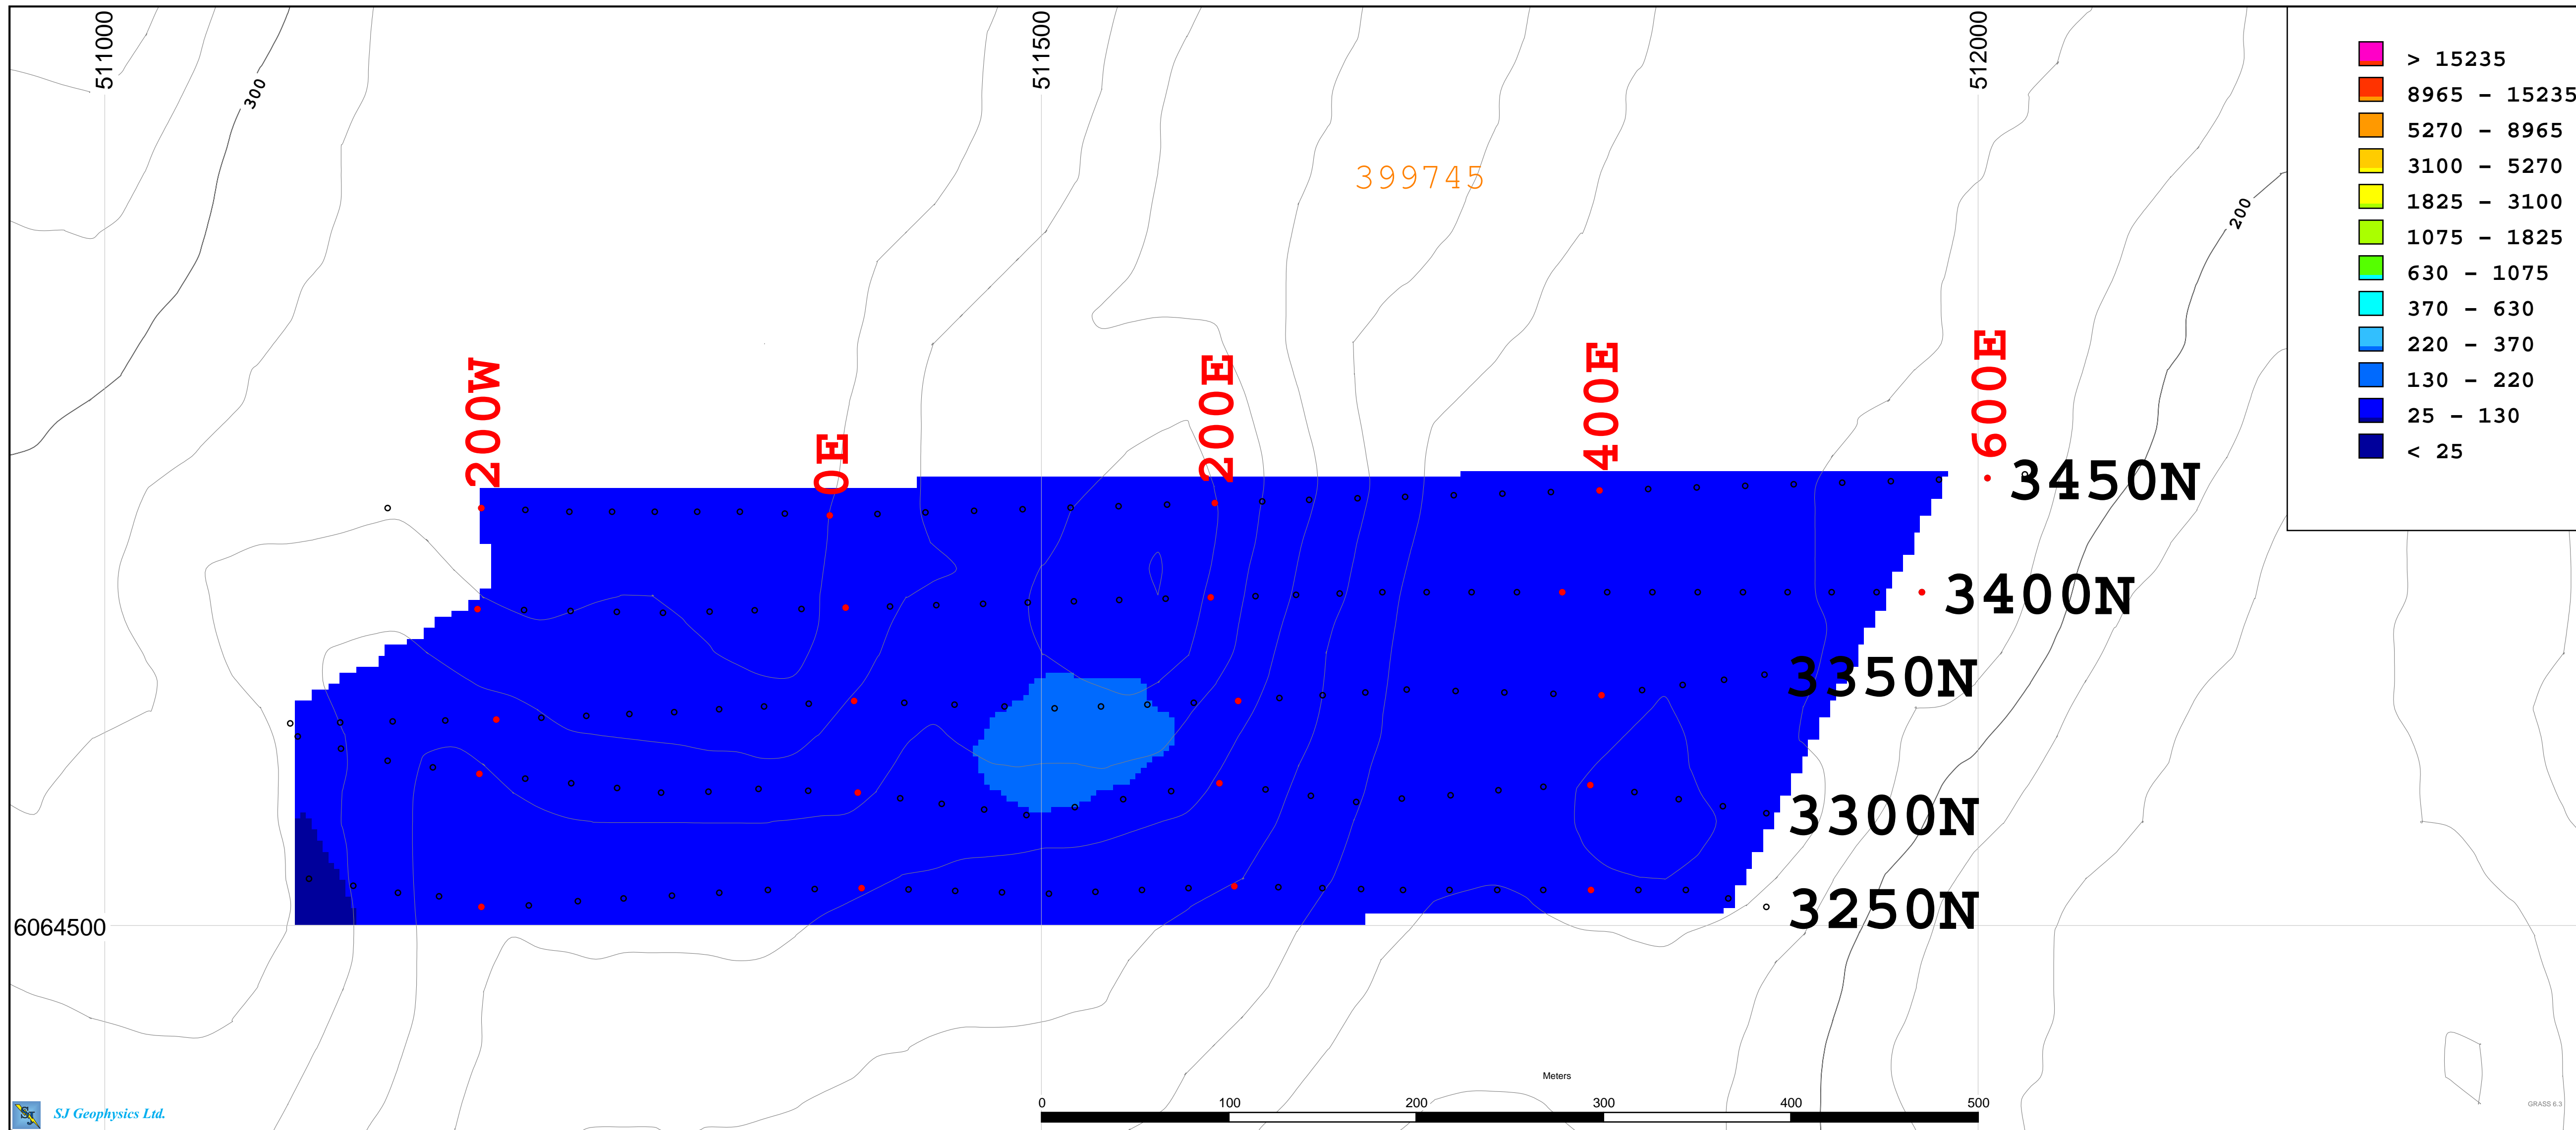 511000
511500
512000
300
200
399745
> 15235
8965 – 15235
5270 – 8965
3100 – 5270
1825 – 3100
1075 – 1825
630 – 1075
370 – 630
220 – 370
130 – 220
25 – 130
< 25
200W
0E
200E
400E
600E
3450N
3400N
3350N
3300N
3250N
6064500
Meters
0 100 200 300 400 500
SJ
SJ Geophysics Ltd.
GRASS 6.3